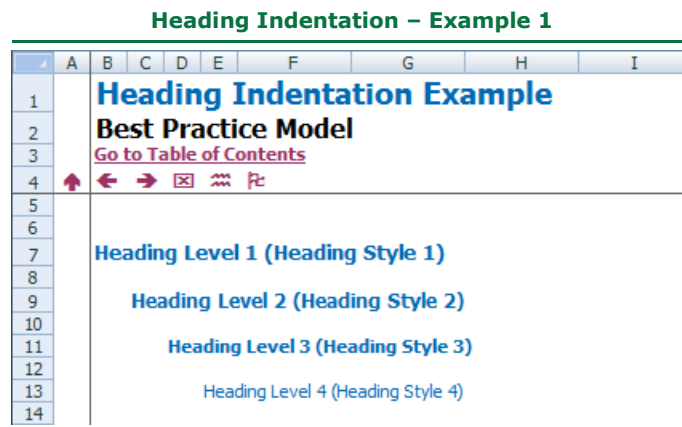 Heading Indentation – Example 1
A B C D E F G H I
1 Heading Indentation Example
2 Best Practice Model
3 Go to Table of Contents
4
5
6
7 Heading Level 1 (Heading Style 1)
8
9 Heading Level 2 (Heading Style 2)
10
11 Heading Level 3 (Heading Style 3)
12
13 Heading Level 4 (Heading Style 4)
14